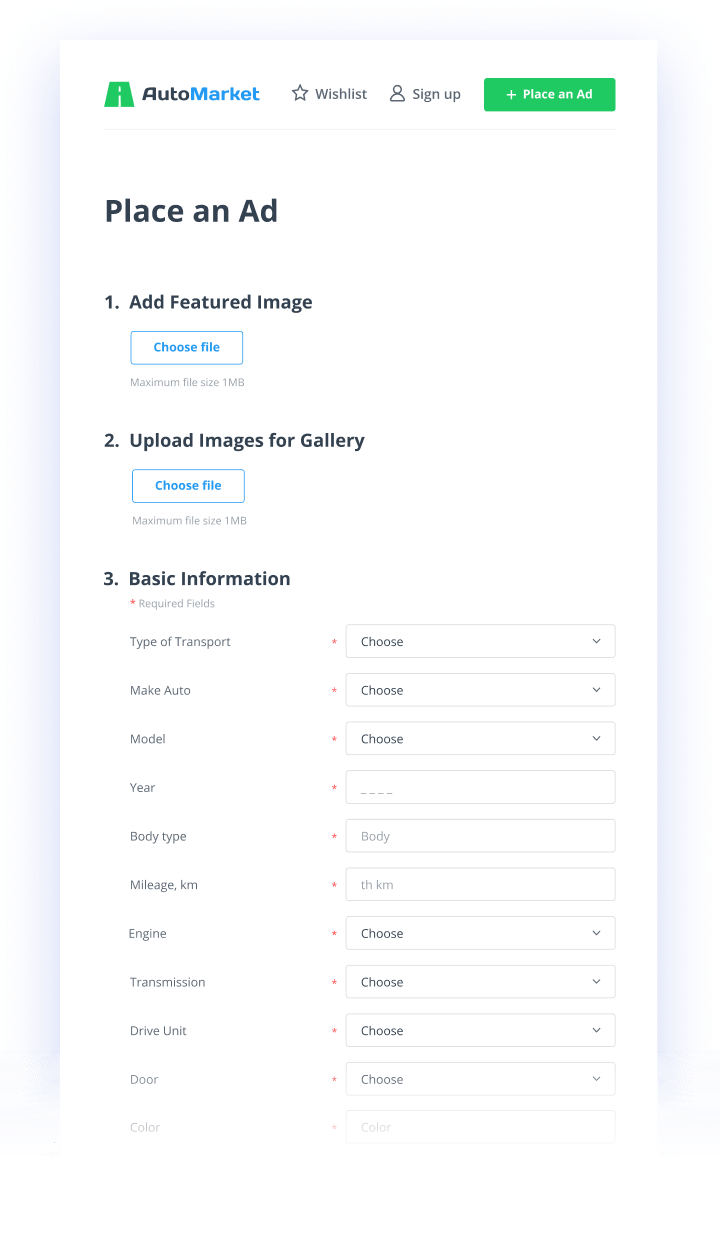 AutoMarket Wishlist Sign up + Place an Ad
Place an Ad
1. Add Featured Image
Choose file
Maximum file size 1MB
2. Upload Images for Gallery
Choose file
Maximum file size 1MB
3. Basic Information
* Required Fields
Type of Transport * Choose
Make Auto * Choose
Model * Choose
Year * _ _ _ _
Body type * Body
Mileage, km * th km
Engine * Choose
Transmission * Choose
Drive Unit * Choose
Door * Choose
Color * Color